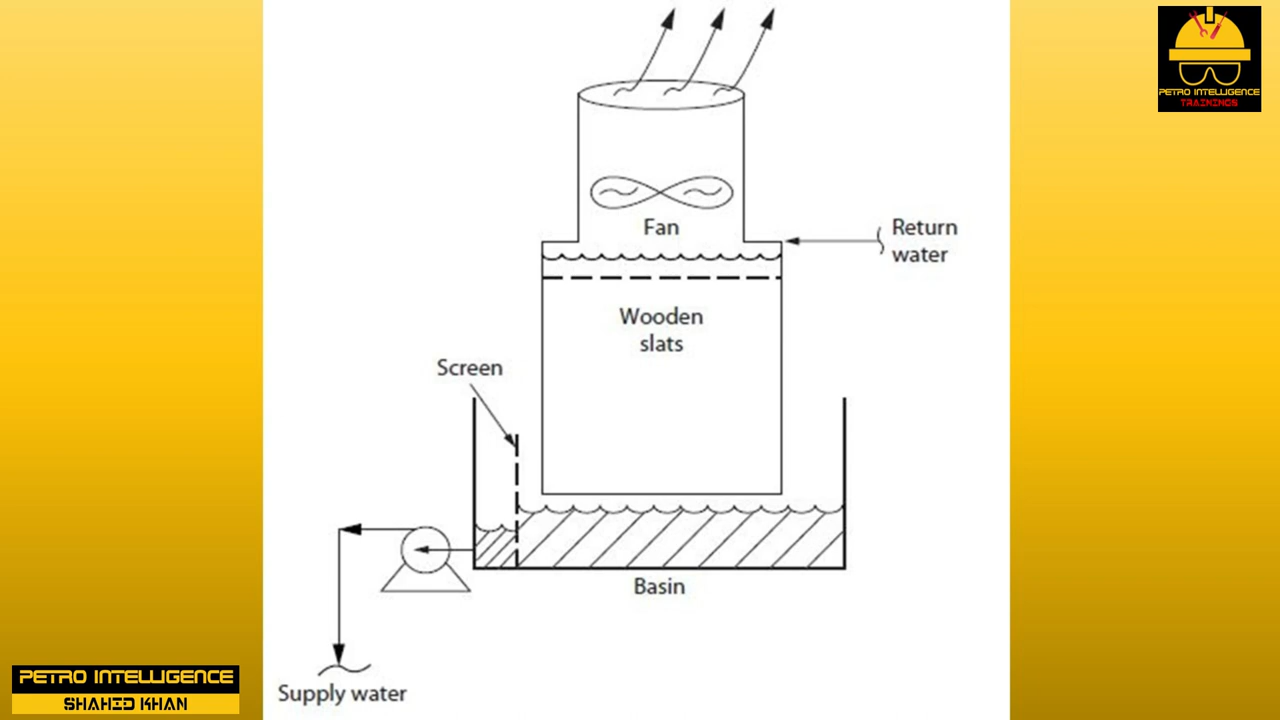 PETRO INTELLIGENCE
TRAININGS
Fan
Return
water
Wooden
slats
Screen
Basin
Supply water
PETRO INTELLIGENCE
SHAHID KHAN